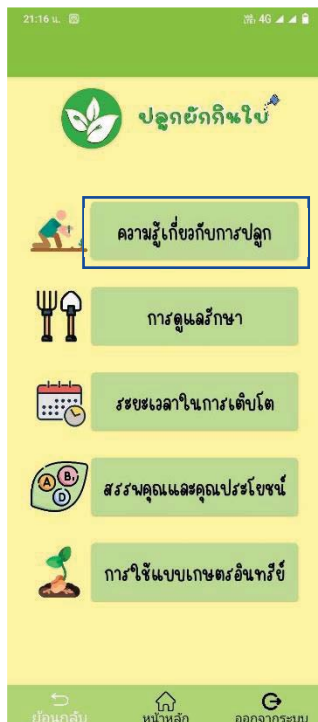 21:16 น. 4G
ปลูกผักกินใบ
ความรู้เกี่ยวกับการปลูก
การดูแลรักษา
ระยะเวลาในการเติบโต
A B D
สรรพคุณและคุณประโยชน์
การใช้แบบเกษตรอินทรีย์
ย้อนกลับ หน้าหลัก ออกจากระบบ